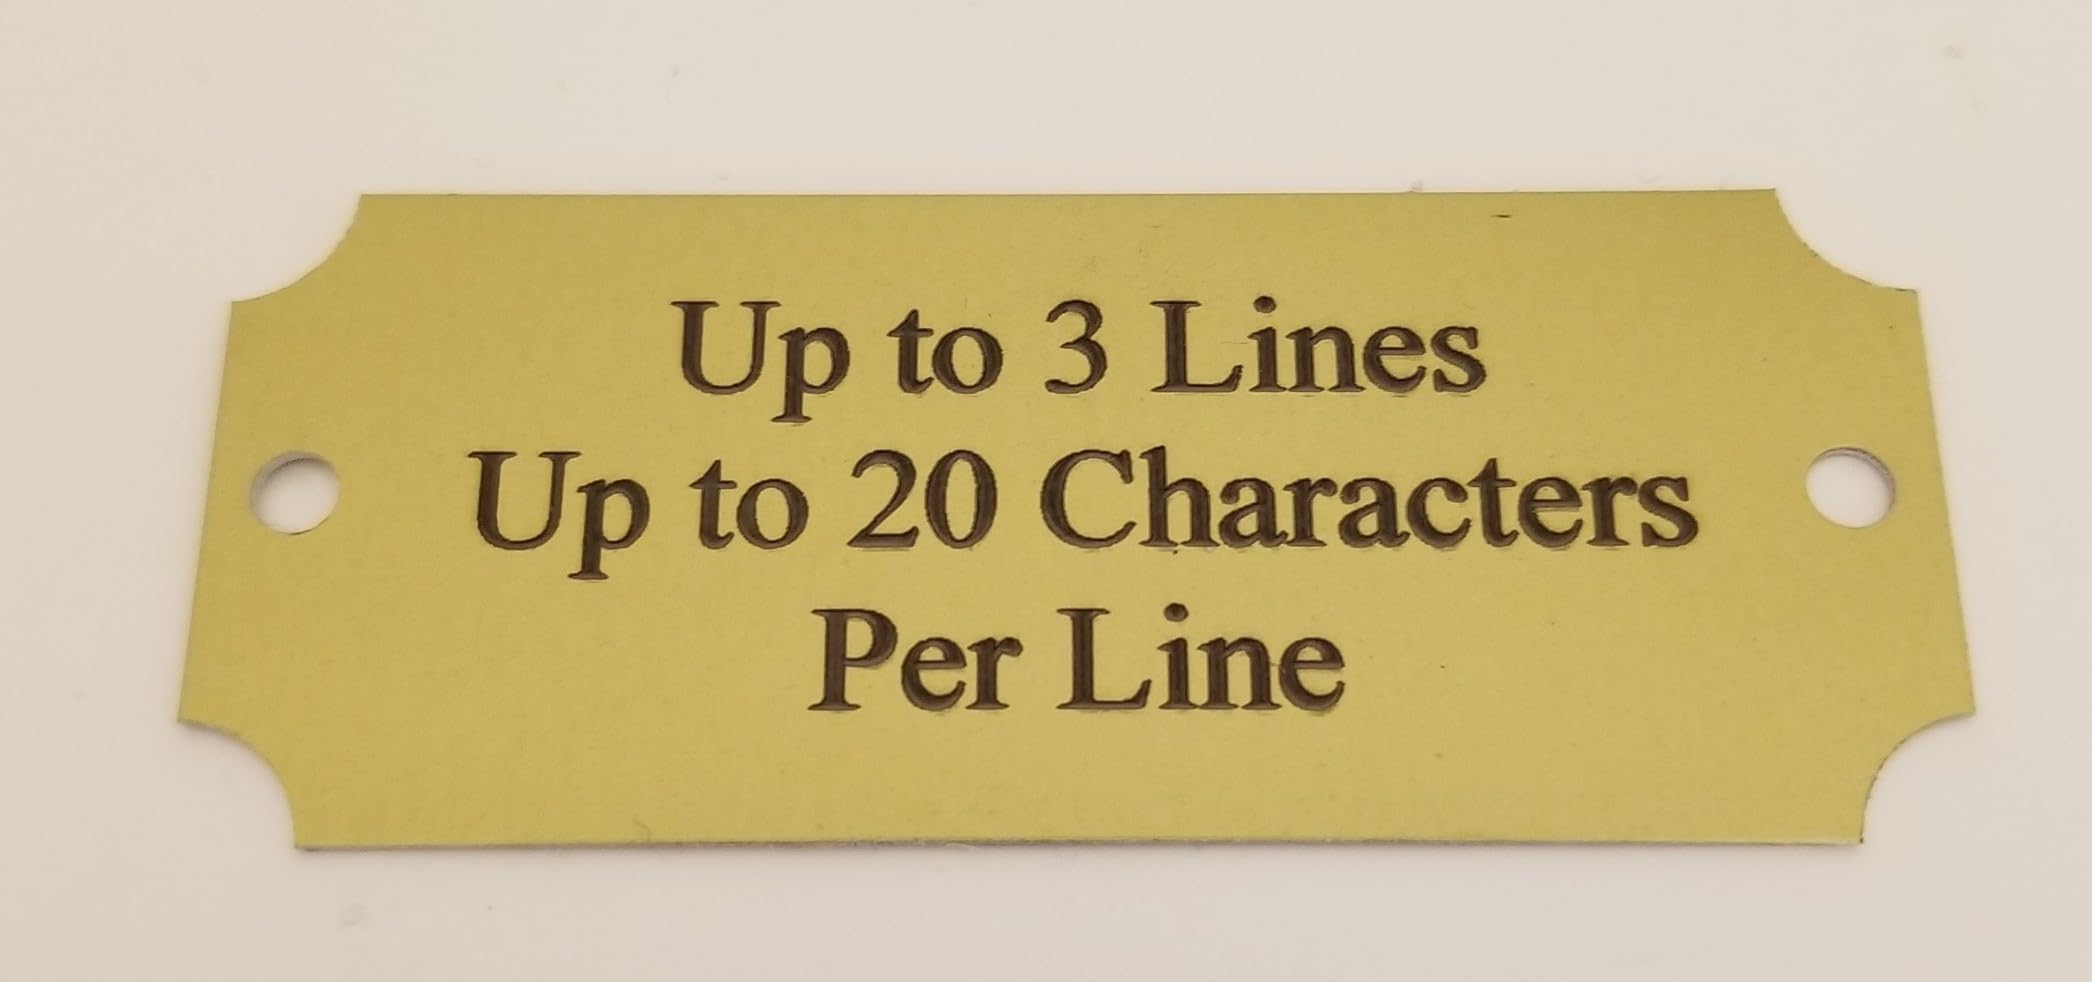 Up to 3 Lines
Up to 20 Characters
Per Line